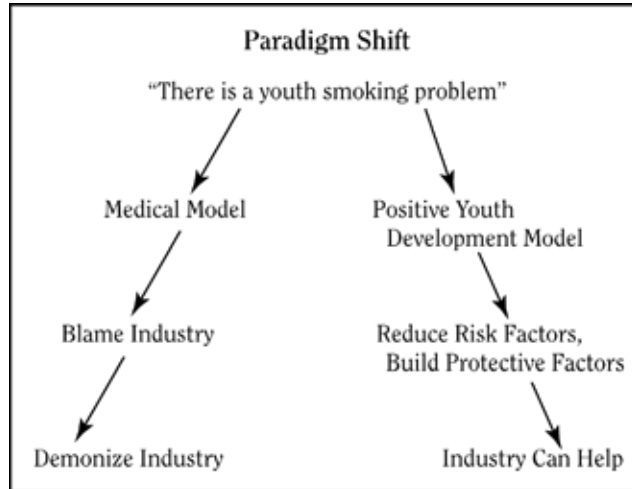 Paradigm Shift
“There is a youth smoking problem”
Medical Model
Positive Youth
Development Model
Blame Industry
Reduce Risk Factors,
Build Protective Factors
Demonize Industry
Industry Can Help